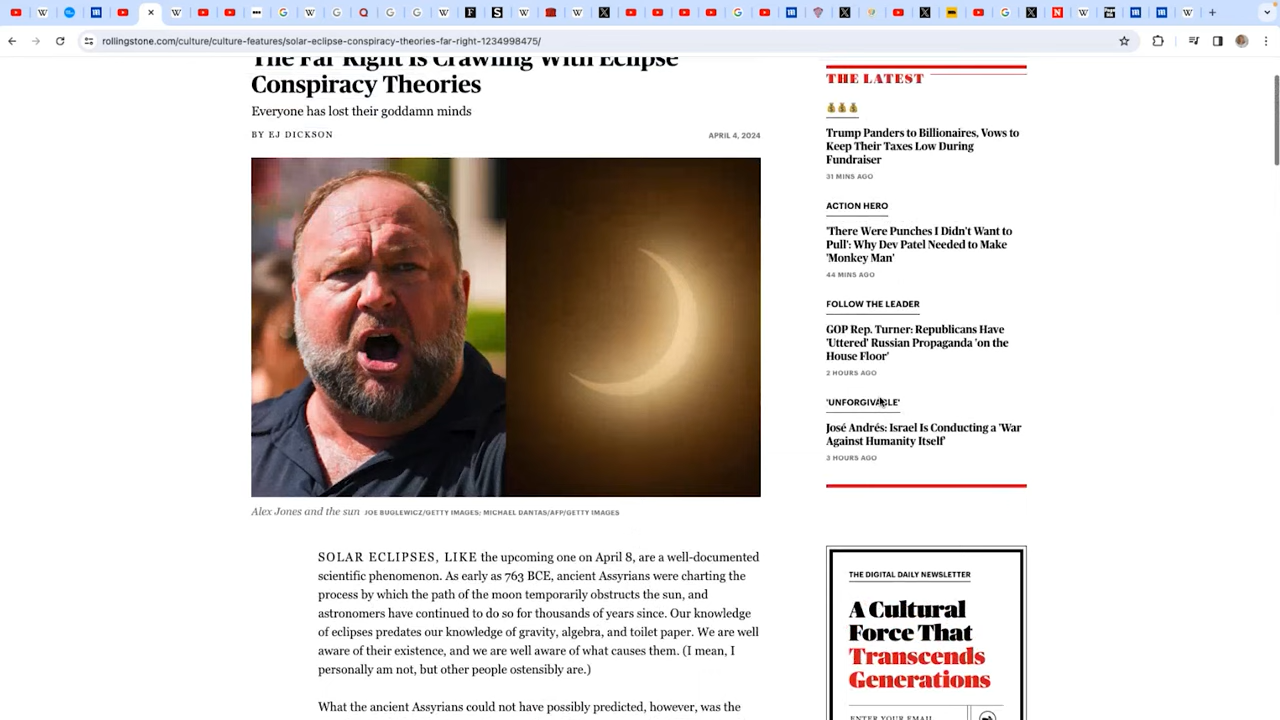 rollingstone.com/culture/culture-features/solar-eclipse-conspiracy-theories-far-right-1234998475/
The Far Right Is Crawling With Eclipse
Conspiracy Theories
Everyone has lost their goddamn minds
BY EJ DICKSON
APRIL 4, 2024
Alex Jones and the sun JOE BUGLEWICZ/GETTY IMAGES; MICHAEL DANTAS/AFP/GETTY IMAGES
SOLAR ECLIPSES, LIKE the upcoming one on April 8, are a well-documented
scientific phenomenon. As early as 763 BCE, ancient Assyrians were charting the
process by which the path of the moon temporarily obstructs the sun, and
astronomers have continued to do so for thousands of years since. Our knowledge
of eclipses predates our knowledge of gravity, algebra, and toilet paper. We are well
aware of their existence, and we are well aware of what causes them. (I mean, I
personally am not, but other people ostensibly are.)
What the ancient Assyrians could not have possibly predicted, however, was the
THE LATEST
Trump Panders to Billionaires, Vows to
Keep Their Taxes Low During
Fundraiser
31 MINS AGO
ACTION HERO
'There Were Punches I Didn't Want to
Pull': Why Dev Patel Needed to Make
'Monkey Man'
44 MINS AGO
FOLLOW THE LEADER
GOP Rep. Turner: Republicans Have
'Uttered' Russian Propaganda 'on the
House Floor'
2 HOURS AGO
'UNFORGIVABLE'
José Andrés: Israel Is Conducting a 'War
Against Humanity Itself'
3 HOURS AGO
THE DIGITAL DAILY NEWSLETTER
A Cultural
Force That
Transcends
Generations
ENTER YOUR EMAIL